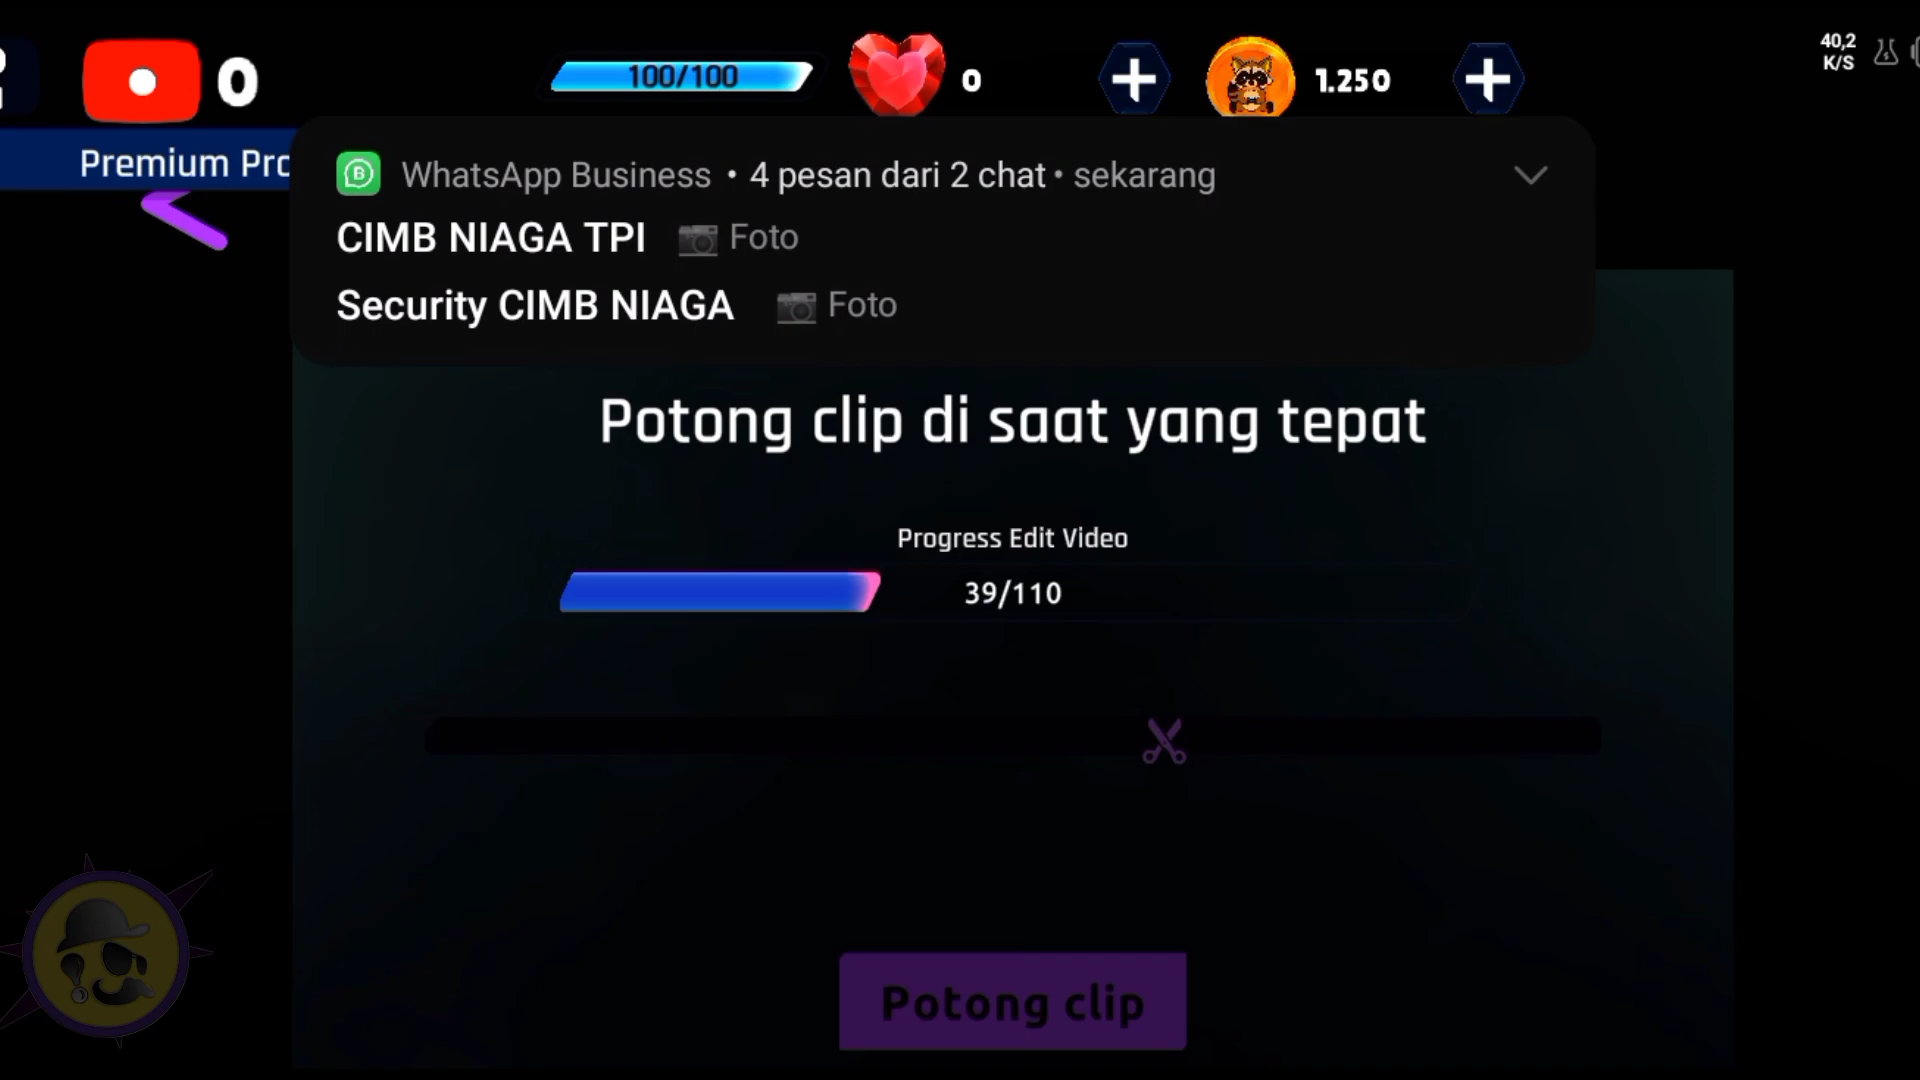 0
100/100
0
1.250
40,2
K/S
Premium Pro
WhatsApp Business • 4 pesan dari 2 chat • sekarang
CIMB NIAGA TPI Foto
Security CIMB NIAGA Foto
Potong clip di saat yang tepat
Progress Edit Video
39/110
Potong clip